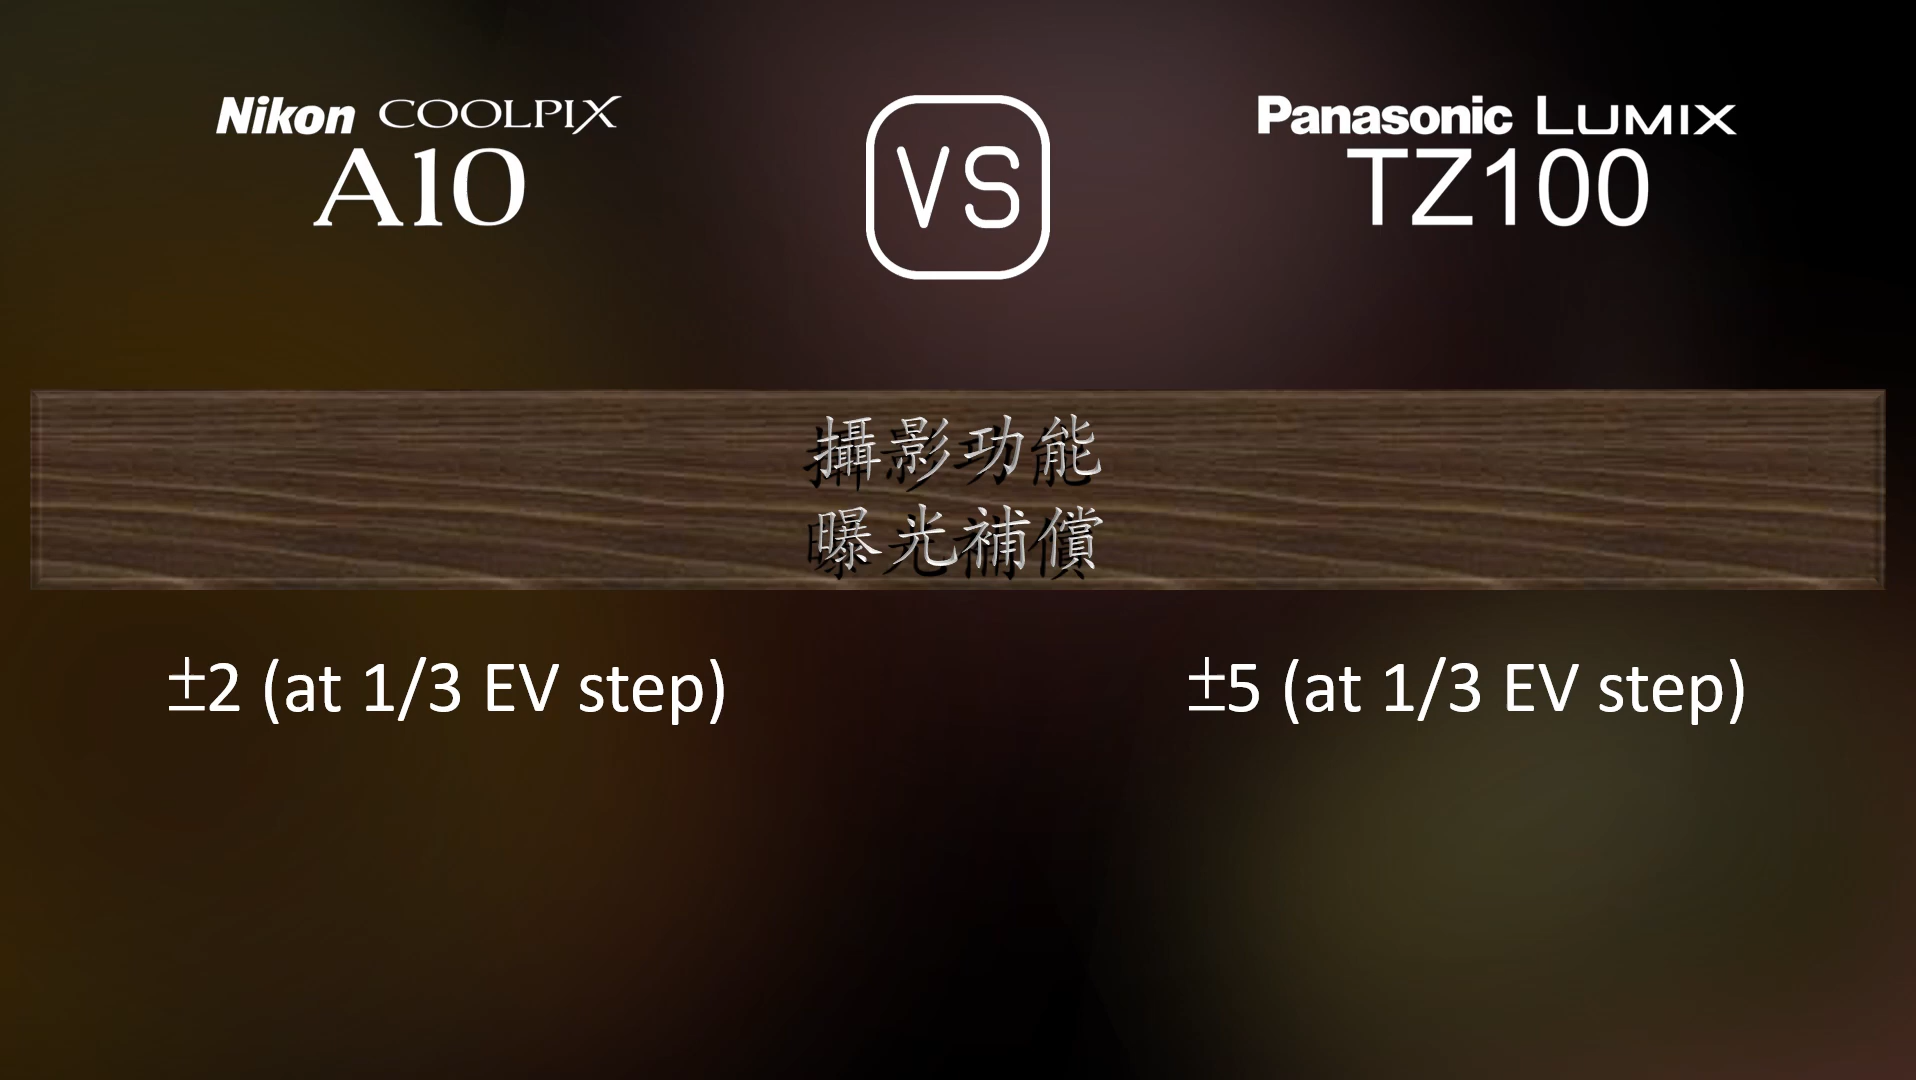 Nikon COOLPIX
A10
VS
Panasonic LUMIX
TZ100
攝影功能
曝光補償
±2 (at 1/3 EV step)
±5 (at 1/3 EV step)